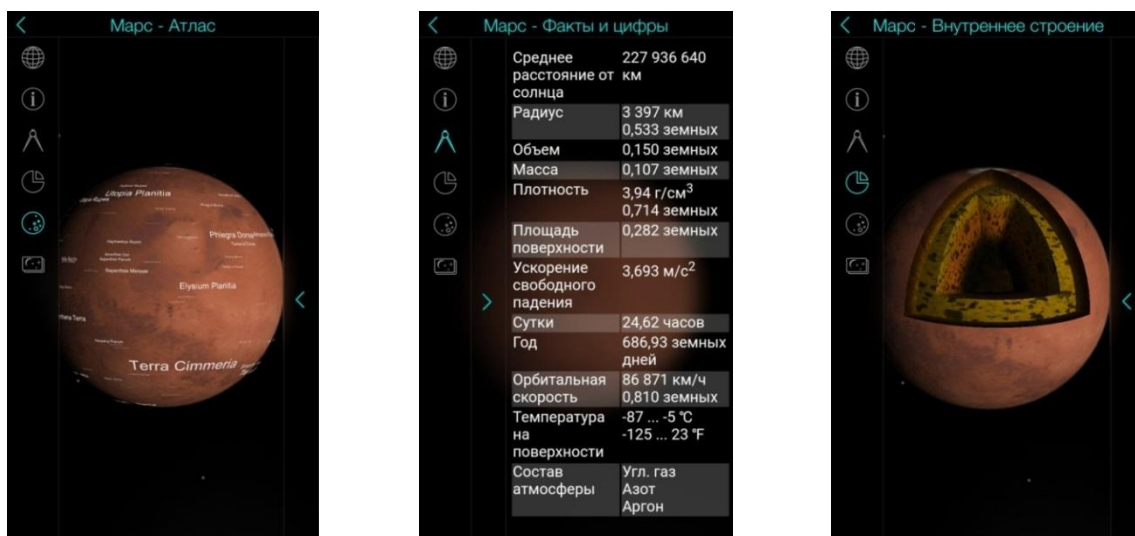 Марс - Атлас
Utopia Planitia
Phlegra Dorsa
Elysium Planitia
Terra Cimmeria
Марс - Факты и цифры
Среднее 227 936 640
расстояние от км
солнца
Радиус 3 397 км
0,533 земных
Объем 0,150 земных
Масса 0,107 земных
Плотность 3,94 г/см³
0,714 земных
Площадь 0,282 земных
поверхности
Ускорение 3,693 м/с²
свободного
падения
Сутки 24,62 часов
Год 686,93 земных
дней
Орбитальная 86 871 км/ч
скорость 0,810 земных
Температура -87 ... -5 °C
на -125 ... 23 °F
поверхности
Состав Угл. газ
атмосферы Азот
Аргон
Марс - Внутреннее строение